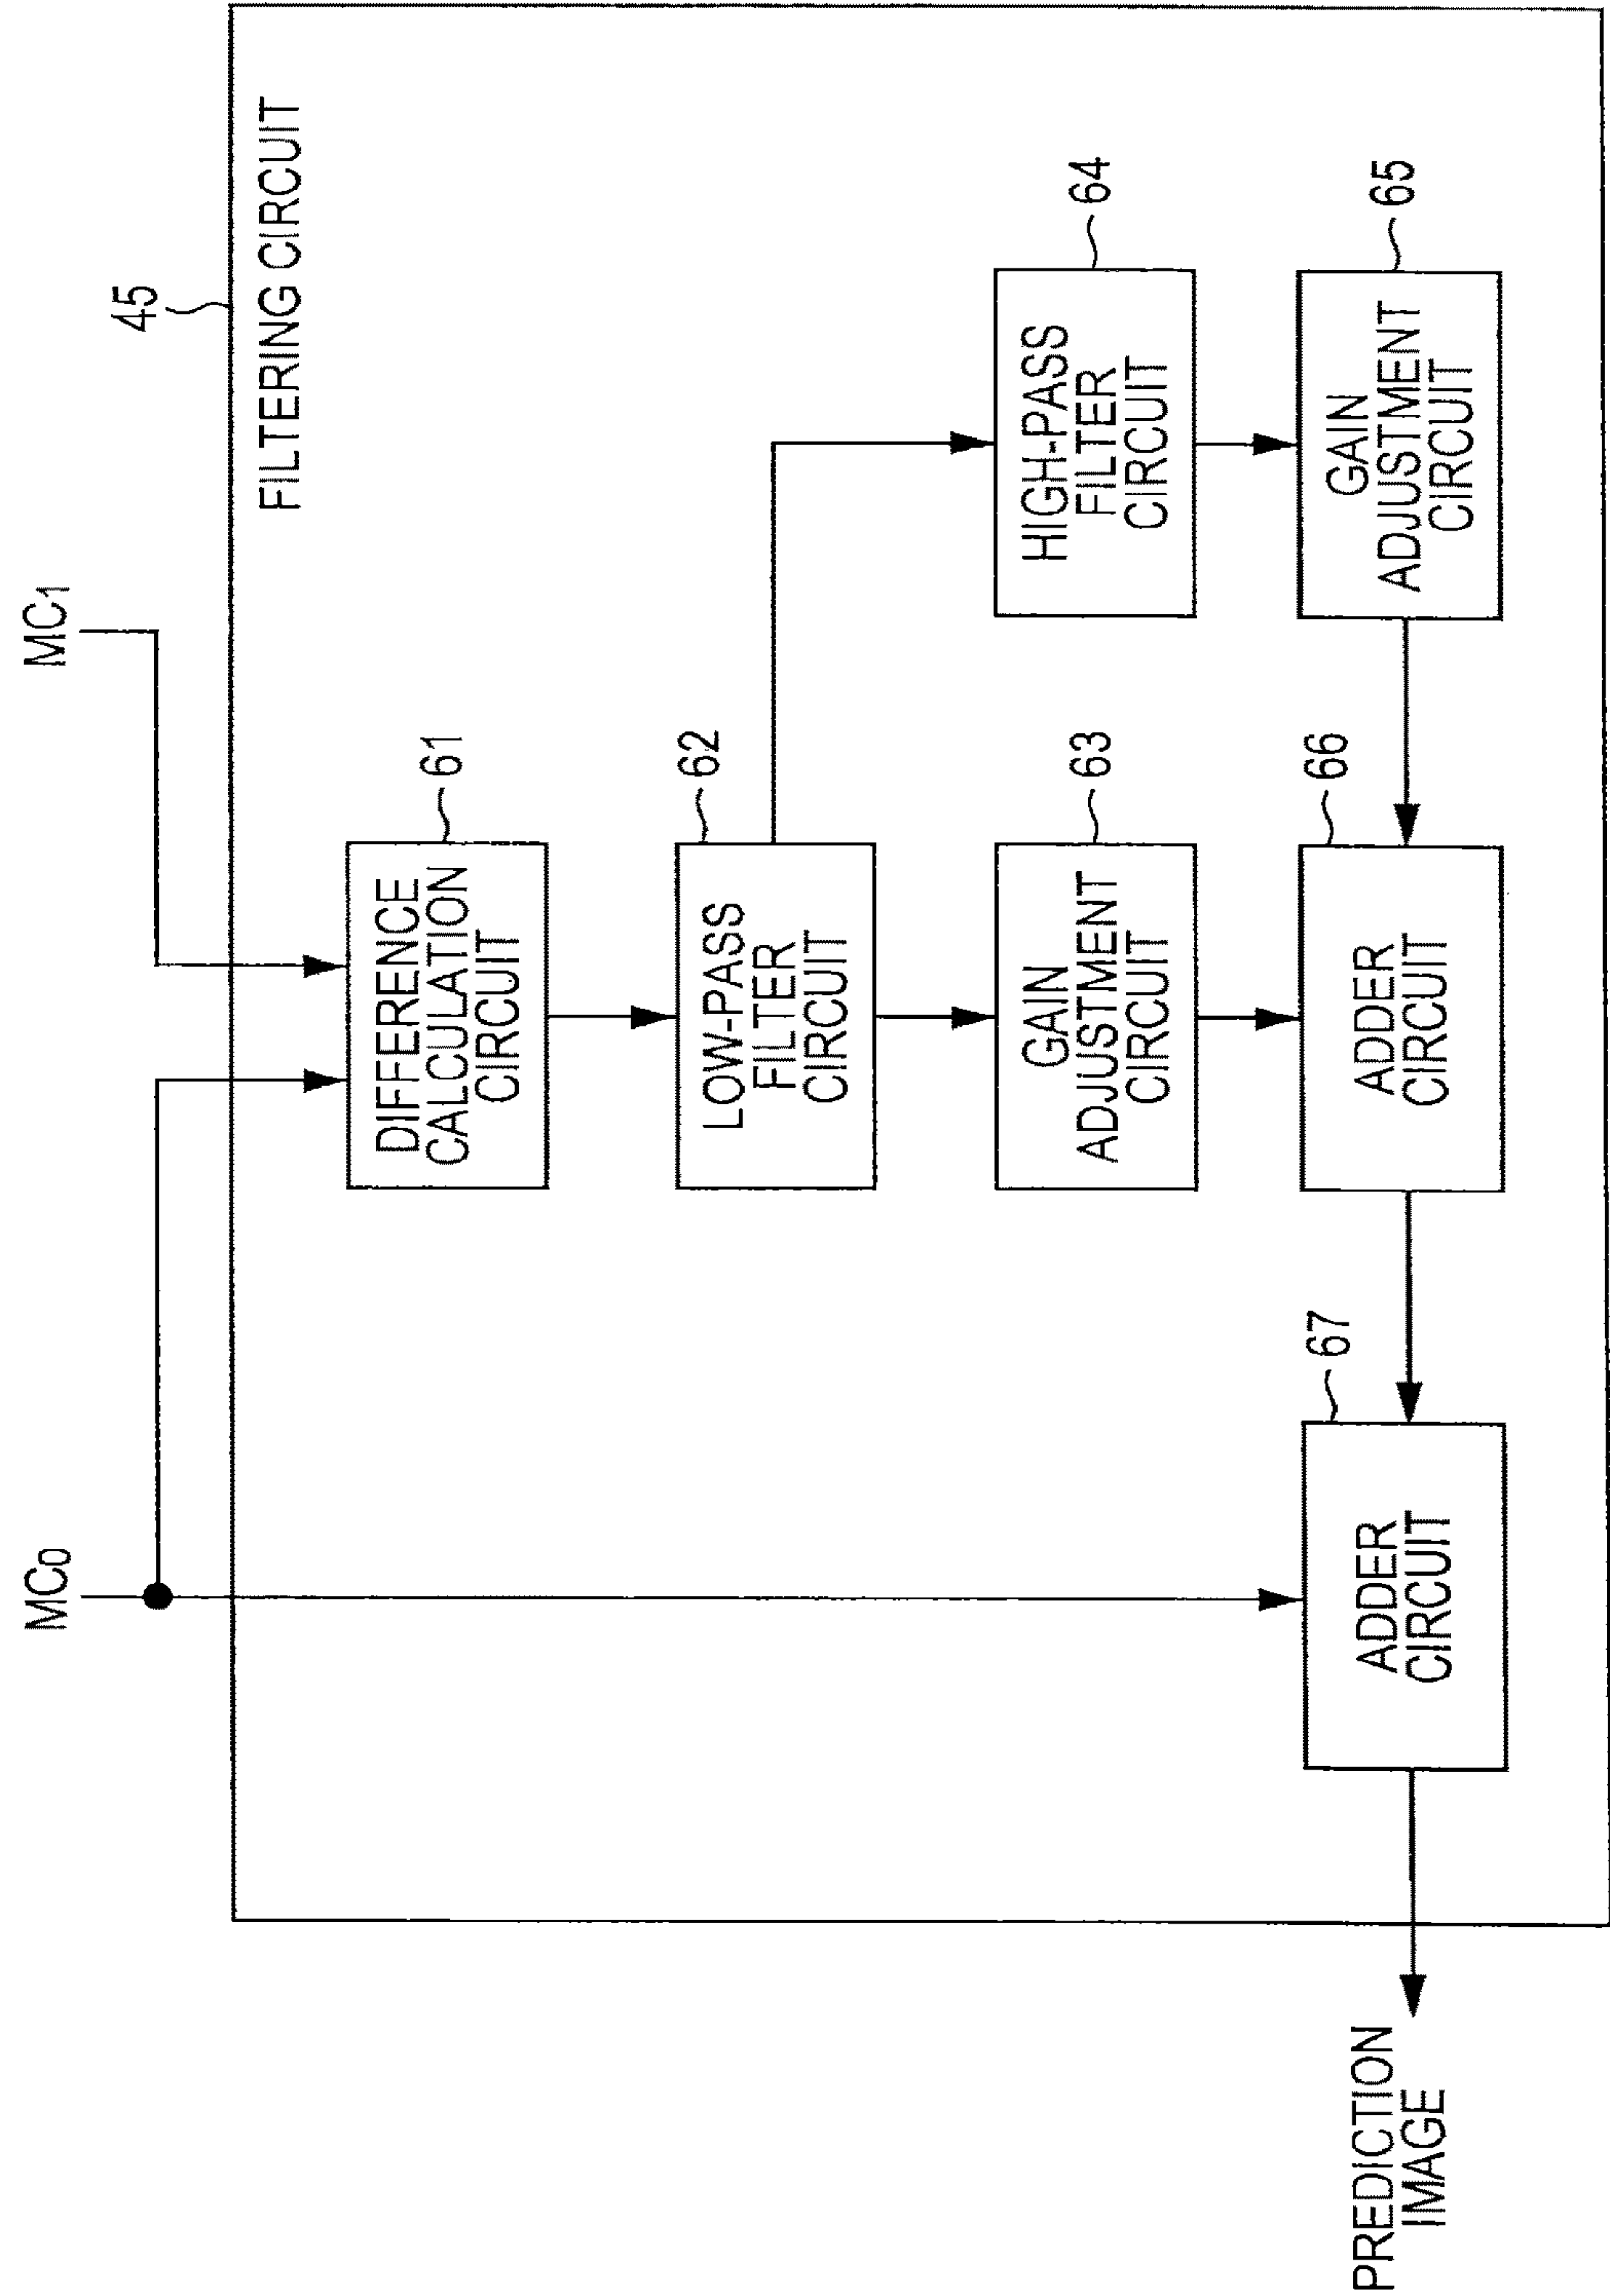 MC0
MC1
45
FILTERING CIRCUIT
61
DIFFERENCE
CALCULATION
CIRCUIT
62
LOW-PASS
FILTER
CIRCUIT
63
GAIN
ADJUSTMENT
CIRCUIT
64
HIGH-PASS
FILTER
CIRCUIT
67
ADDER
CIRCUIT
66
ADDER
CIRCUIT
65
GAIN
ADJUSTMENT
CIRCUIT
PREDICTION
IMAGE